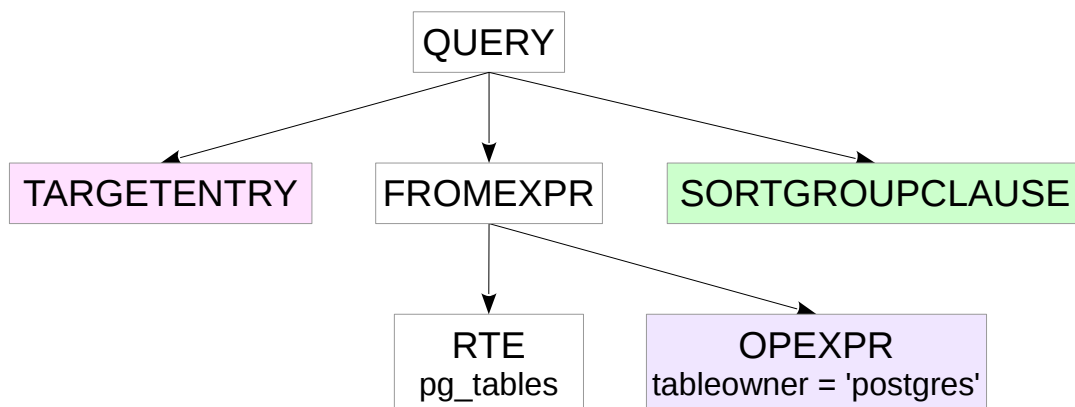 QUERY
TARGETENTRY
FROMEXPR
SORTGROUPCLAUSE
RTE
pg_tables
OPEXPR
tableowner = 'postgres'